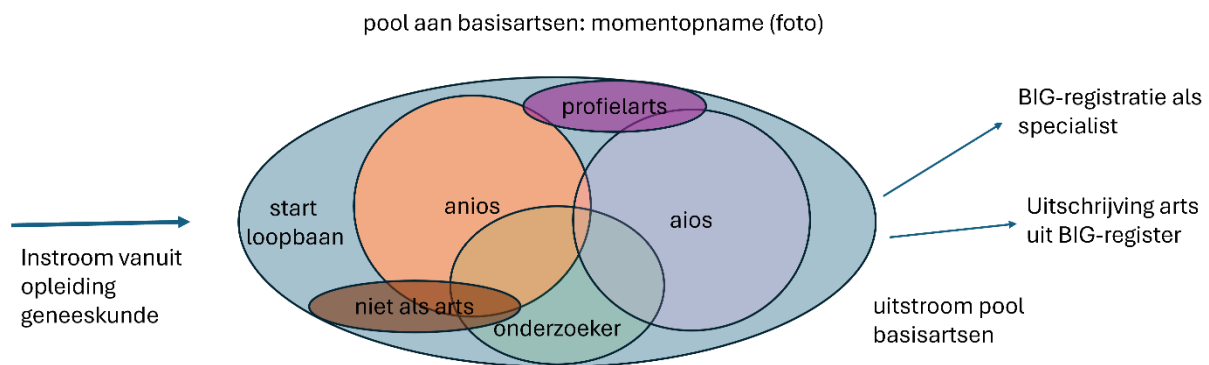 pool aan basisartsen: momentopname (foto)
profielarts
BIG-registratie als
specialist
start
loopbaan
anios
aios
Uitschrijving arts
uit BIG-register
Instroom vanuit
opleiding
geneeskunde
niet als arts
onderzoeker
uitstroom pool
basisartsen